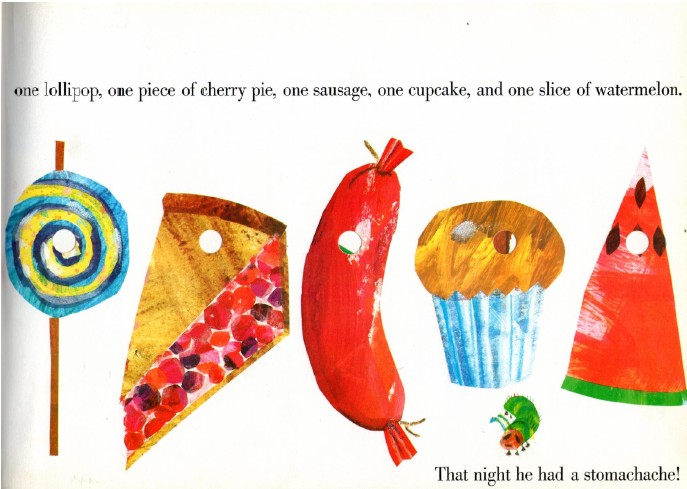 one lollipop, one piece of cherry pie, one sausage, one cupcake, and one slice of watermelon.
That night he had a stomachache!